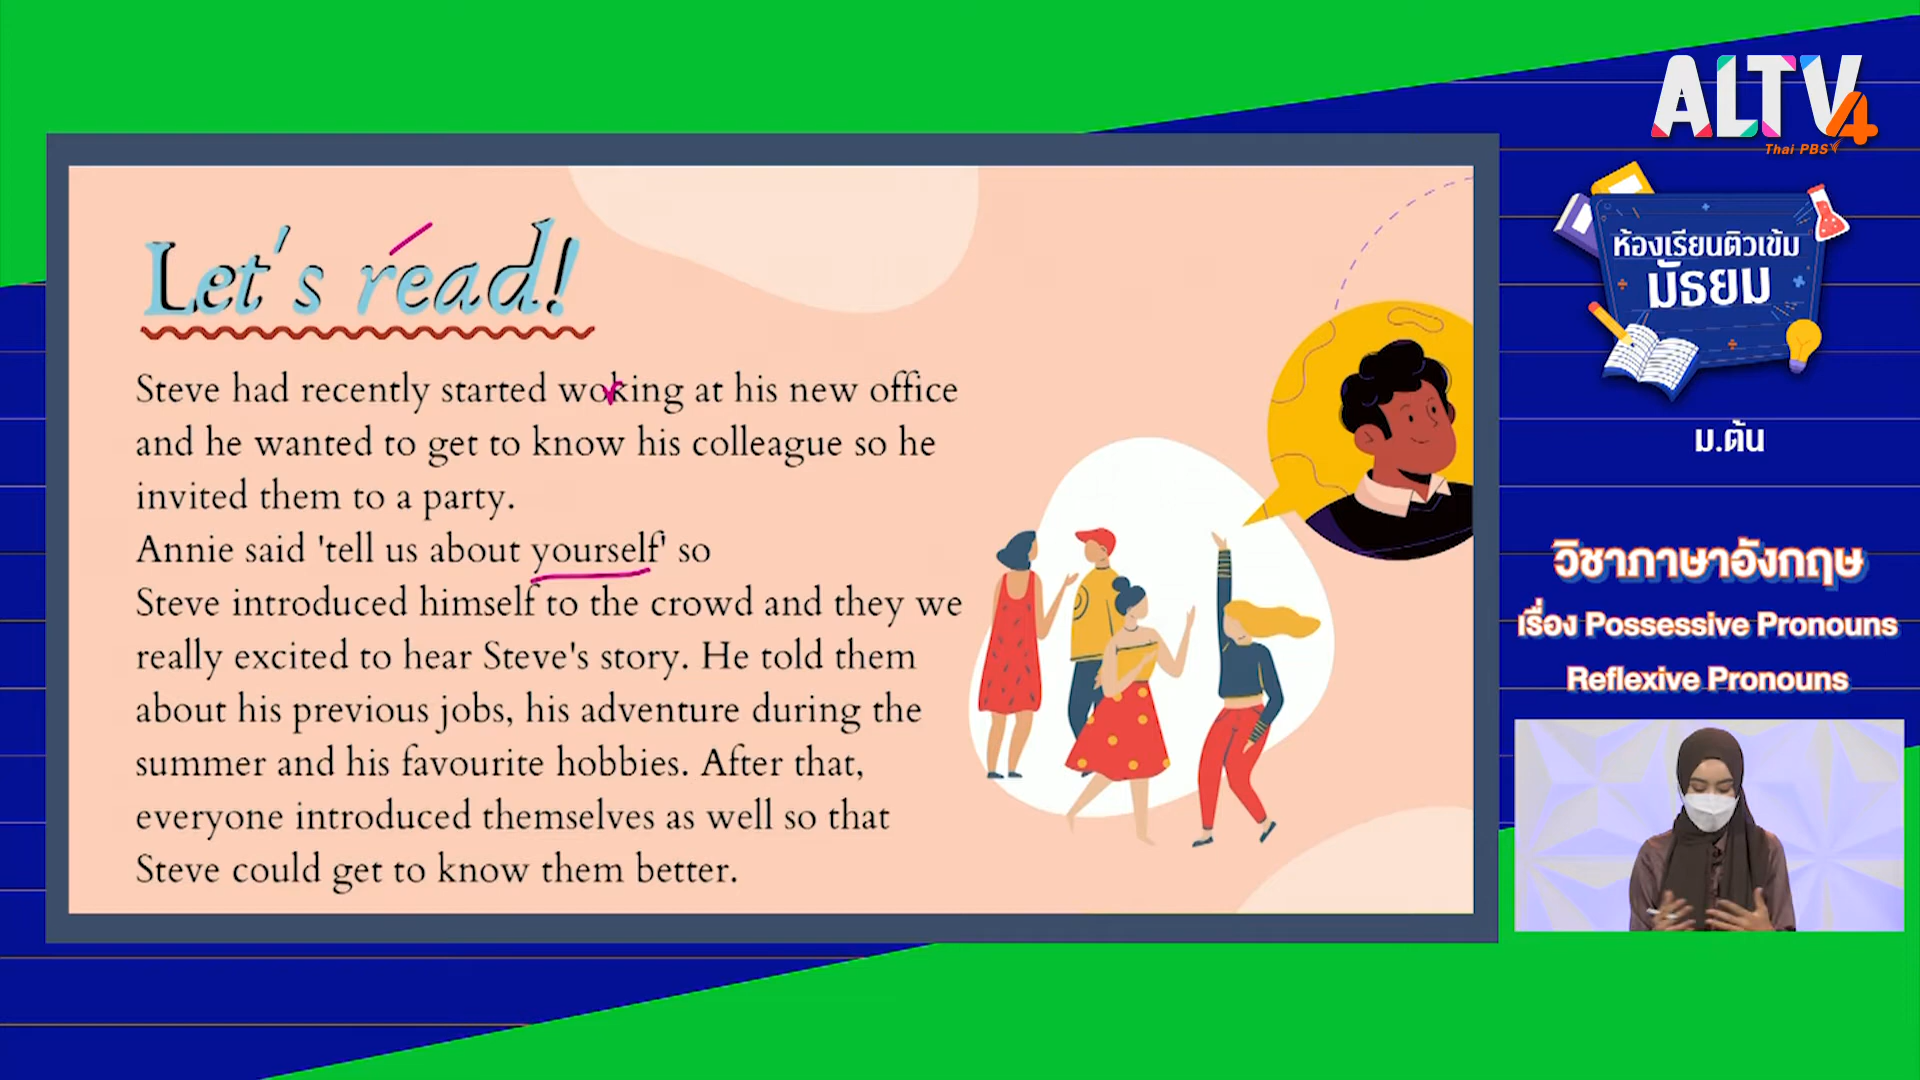 Let's read!
Steve had recently started woking at his new office
and he wanted to get to know his colleague so he
invited them to a party.
Annie said 'tell us about yourself' so
Steve introduced himself to the crowd and they we
really excited to hear Steve's story. He told them
about his previous jobs, his adventure during the
summer and his favourite hobbies. After that,
everyone introduced themselves as well so that
Steve could get to know them better.
ALTV4
Thai PBS
ห้องเรียนติวเข้ม
มัธยม
ม.ต้น
วิชาภาษาอังกฤษ
เรื่อง Possessive Pronouns
Reflexive Pronouns